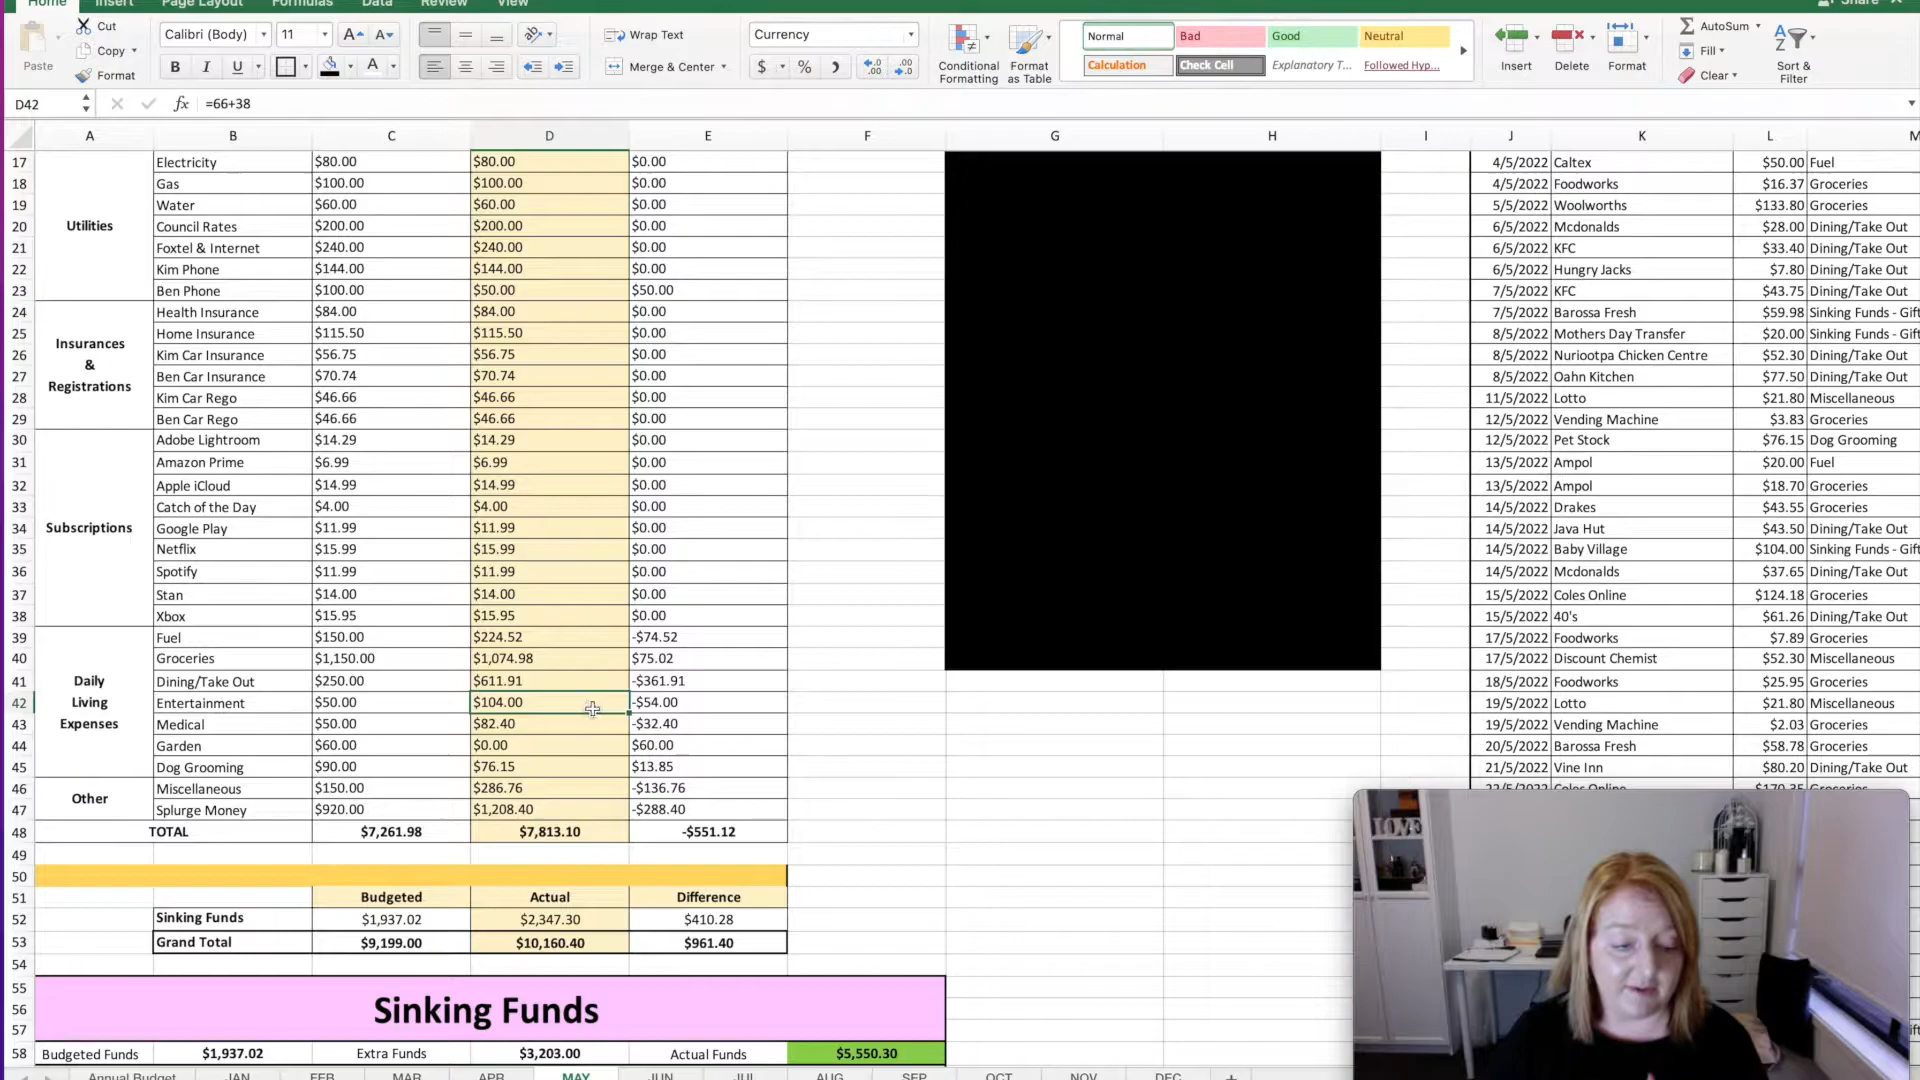 Home Insert Page Layout Formulas Data Review View Share
Cut
Copy
Paste Format
Calibri (Body) 11 A A
B I U A
Wrap Text
Merge & Center
Currency
$ % , .0 .00 .00 .0
Conditional Formatting
Format as Table
Normal Bad Good Neutral
Calculation Check Cell Explanatory T... Followed Hyp...
Insert Delete Format
AutoSum
Fill
Clear
Sort & Filter
D42 fx =66+38
A B C D E F G H I J K L M
17 Electricity $80.00 $80.00 $0.00 4/5/2022 Caltex $50.00 Fuel
18 Gas $100.00 $100.00 $0.00 4/5/2022 Foodworks $16.37 Groceries
19 Water $60.00 $60.00 $0.00 5/5/2022 Woolworths $133.80 Groceries
20 Utilities Council Rates $200.00 $200.00 $0.00 6/5/2022 Mcdonalds $28.00 Dining/Take Out
21 Foxtel & Internet $240.00 $240.00 $0.00 6/5/2022 KFC $33.40 Dining/Take Out
22 Kim Phone $144.00 $144.00 $0.00 6/5/2022 Hungry Jacks $7.80 Dining/Take Out
23 Ben Phone $100.00 $50.00 $50.00 7/5/2022 KFC $43.75 Dining/Take Out
24 Health Insurance $84.00 $84.00 $0.00 7/5/2022 Barossa Fresh $59.98 Sinking Funds - Gif
25 Insurances Home Insurance $115.50 $115.50 $0.00 8/5/2022 Mothers Day Transfer $20.00 Sinking Funds - Gif
26 & Kim Car Insurance $56.75 $56.75 $0.00 8/5/2022 Nuriootpa Chicken Centre $52.30 Dining/Take Out
27 Registrations Ben Car Insurance $70.74 $70.74 $0.00 8/5/2022 Oahn Kitchen $77.50 Dining/Take Out
28 Kim Car Rego $46.66 $46.66 $0.00 11/5/2022 Lotto $21.80 Miscellaneous
29 Ben Car Rego $46.66 $46.66 $0.00 12/5/2022 Vending Machine $3.83 Groceries
30 Adobe Lightroom $14.29 $14.29 $0.00 12/5/2022 Pet Stock $76.15 Dog Grooming
31 Amazon Prime $6.99 $6.99 $0.00 13/5/2022 Ampol $20.00 Fuel
32 Apple iCloud $14.99 $14.99 $0.00 13/5/2022 Ampol $18.70 Groceries
33 Catch of the Day $4.00 $4.00 $0.00 14/5/2022 Drakes $43.55 Groceries
34 Subscriptions Google Play $11.99 $11.99 $0.00 14/5/2022 Java Hut $43.50 Dining/Take Out
35 Netflix $15.99 $15.99 $0.00 14/5/2022 Baby Village $104.00 Sinking Funds - Gif
36 Spotify $11.99 $11.99 $0.00 14/5/2022 Mcdonalds $37.65 Dining/Take Out
37 Stan $14.00 $14.00 $0.00 15/5/2022 Coles Online $124.18 Groceries
38 Xbox $15.95 $15.95 $0.00 15/5/2022 40's $61.26 Dining/Take Out
39 Fuel $150.00 $224.52 -$74.52 17/5/2022 Foodworks $7.89 Groceries
40 Groceries $1,150.00 $1,074.98 $75.02 17/5/2022 Discount Chemist $52.30 Miscellaneous
41 Daily Dining/Take Out $250.00 $611.91 -$361.91 18/5/2022 Foodworks $25.95 Groceries
42 Living Entertainment $50.00 $104.00 -$54.00 19/5/2022 Lotto $21.80 Miscellaneous
43 Expenses Medical $50.00 $82.40 -$32.40 19/5/2022 Vending Machine $2.03 Groceries
44 Garden $60.00 $0.00 $60.00 20/5/2022 Barossa Fresh $58.78 Groceries
45 Dog Grooming $90.00 $76.15 $13.85 21/5/2022 Vine Inn $80.20 Dining/Take Out
46 Other Miscellaneous $150.00 $286.76 -$136.76 Coles Online Groceries
47 Splurge Money $920.00 $1,208.40 -$288.40
48 TOTAL $7,261.98 $7,813.10 -$551.12
49
50
51 Budgeted Actual Difference
52 Sinking Funds $1,937.02 $2,347.30 $410.28
53 Grand Total $9,199.00 $10,160.40 $961.40
54
55
56 Sinking Funds
57
58 Budgeted Funds $1,937.02 Extra Funds $3,203.00 Actual Funds $5,550.30
Annual Budget JAN FEB MAR APR MAY JUN JUL AUG SEP OCT NOV DEC +
LOVE